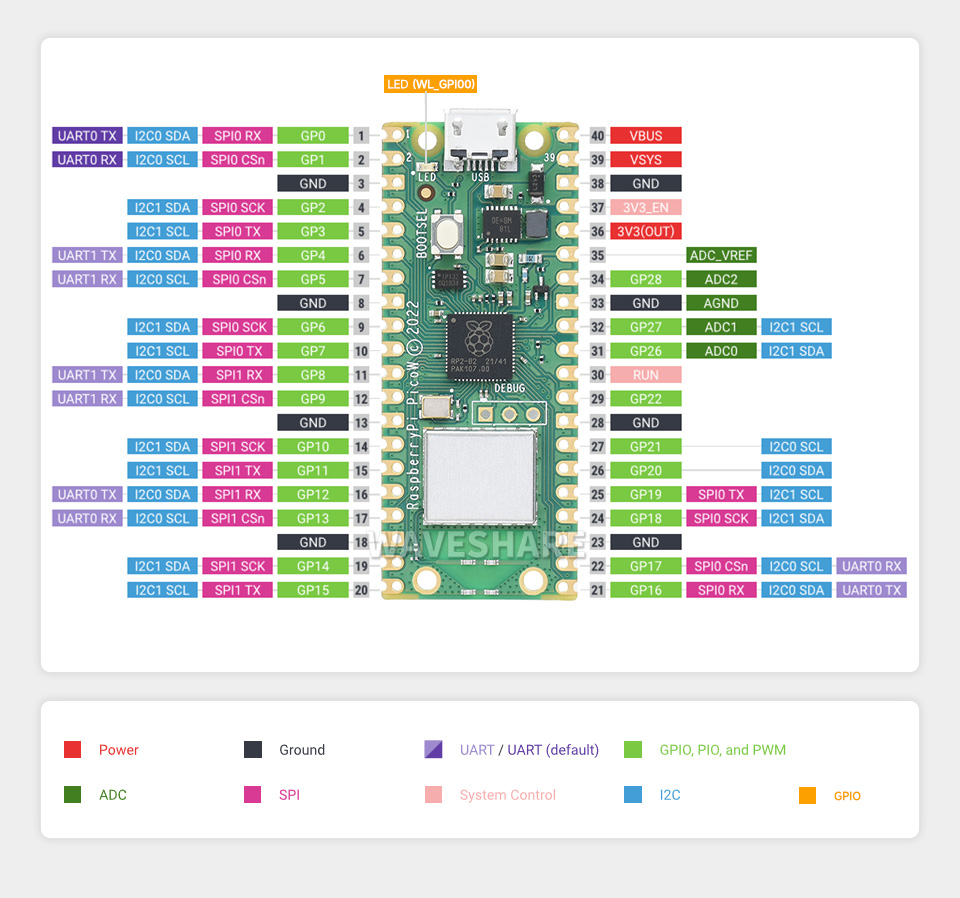 LED (WL_GPIO0)
UART0 TX I2C0 SDA SPI0 RX GP0 1 1 40 VBUS
UART0 RX I2C0 SCL SPI0 CSn GP1 2 2 39 39 VSYS
GND 3 LED USB 38 GND
I2C1 SDA SPI0 SCK GP2 4 37 3V3_EN
I2C1 SCL SPI0 TX GP3 5 BOOTSEL 36 3V3(OUT)
UART1 TX I2C0 SDA SPI0 RX GP4 6 35 ADC_VREF
UART1 RX I2C0 SCL SPI0 CSn GP5 7 34 GP28 ADC2
GND 8 33 GND AGND
I2C1 SDA SPI0 SCK GP6 9 32 GP27 ADC1 I2C1 SCL
I2C1 SCL SPI0 TX GP7 10 31 GP26 ADC0 I2C1 SDA
RP2-B2 21/41
PAK107.00
UART1 TX I2C0 SDA SPI1 RX GP8 11 30 RUN
DEBUG
UART1 RX I2C0 SCL SPI1 CSn GP9 12 29 GP22
GND 13 28 GND
Raspberry Pi PicoW © 2022
I2C1 SDA SPI1 SCK GP10 14 27 GP21 I2C0 SCL
I2C1 SCL SPI1 TX GP11 15 26 GP20 I2C0 SDA
UART0 TX I2C0 SDA SPI1 RX GP12 16 25 GP19 SPI0 TX I2C1 SCL
UART0 RX I2C0 SCL SPI1 CSn GP13 17 24 GP18 SPI0 SCK I2C1 SDA
GND 18 WAVESHARE 23 GND
I2C1 SDA SPI1 SCK GP14 19 22 GP17 SPI0 CSn I2C0 SCL UART0 RX
I2C1 SCL SPI1 TX GP15 20 21 GP16 SPI0 RX I2C0 SDA UART0 TX
Power Ground UART / UART (default) GPIO, PIO, and PWM
ADC SPI System Control I2C GPIO